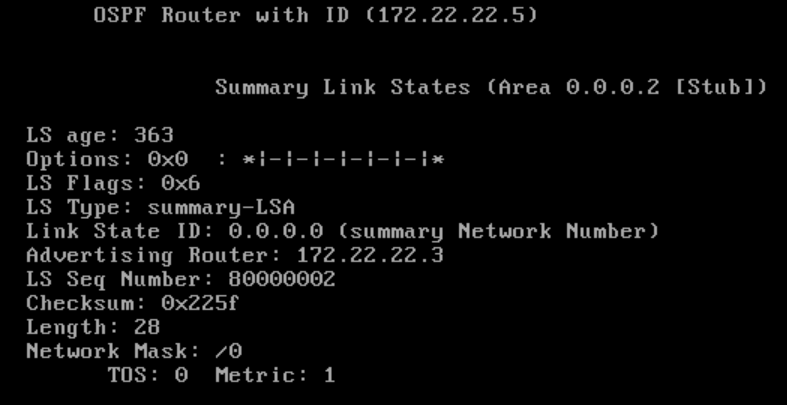 OSPF Router with ID (172.22.22.5)
Summary Link States (Area 0.0.0.2 [Stub])
LS age: 363
Options: 0x0  : *|-|-|-|-|-|-|*
LS Flags: 0x6
LS Type: summary-LSA
Link State ID: 0.0.0.0 (summary Network Number)
Advertising Router: 172.22.22.3
LS Seq Number: 80000002
Checksum: 0x225f
Length: 28
Network Mask: /0
TOS: 0  Metric: 1